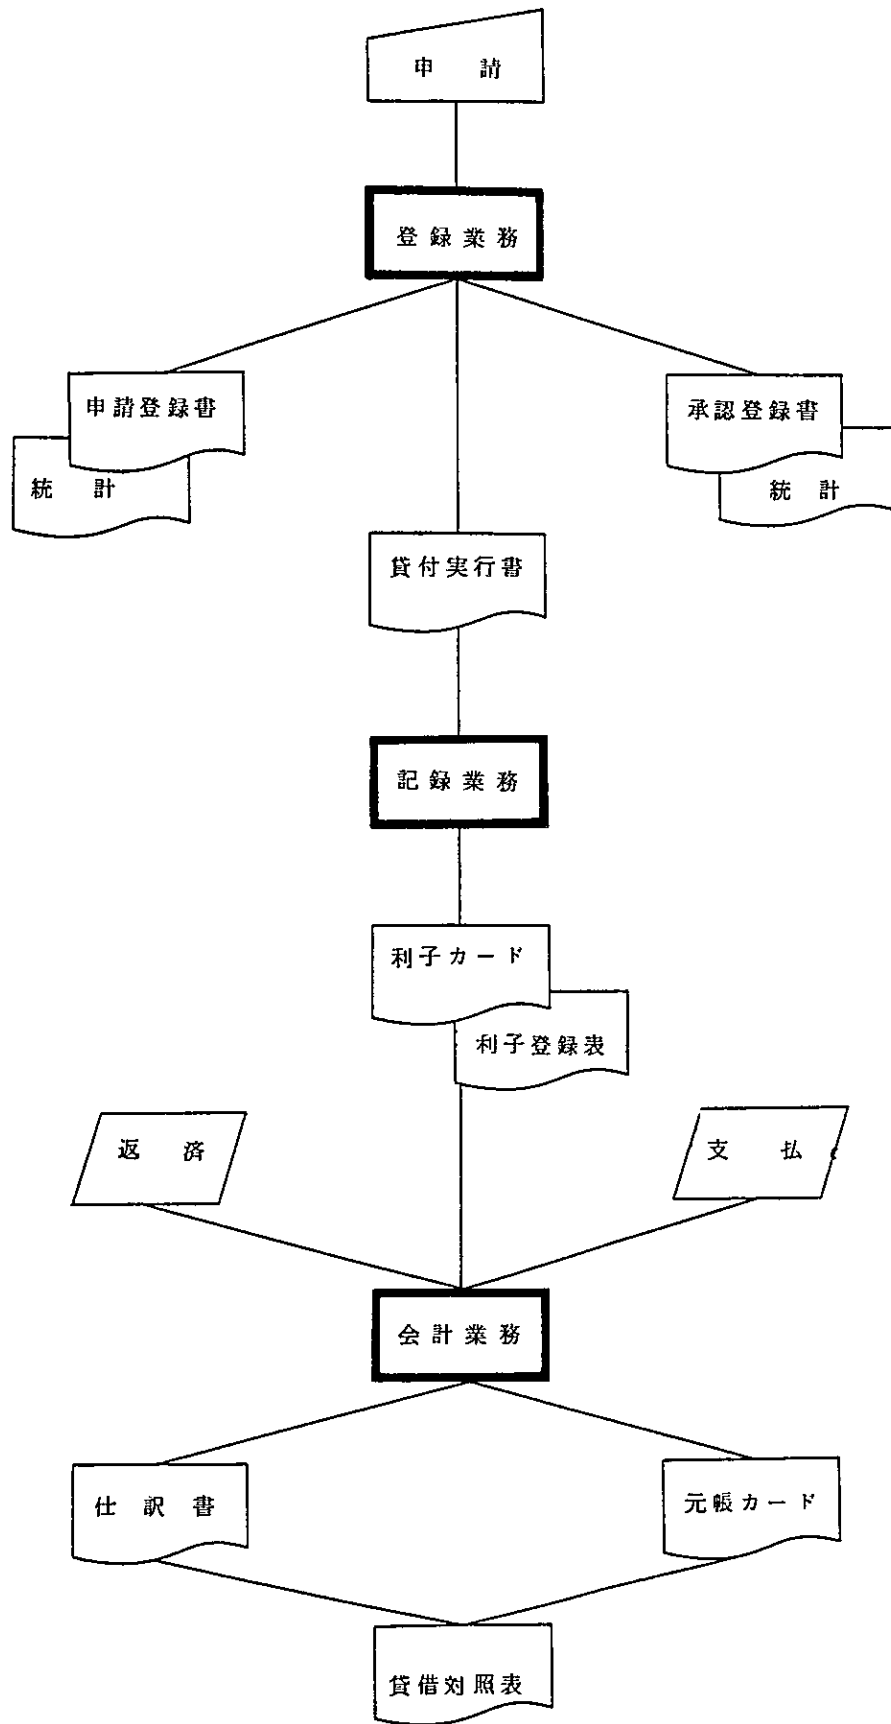 申請
登録業務
申請登録書
承認登録書
統計
統計
貸付実行書
記録業務
利子カード
利子登録表
返済
支払
会計業務
仕訳書
元帳カード
貸借対照表